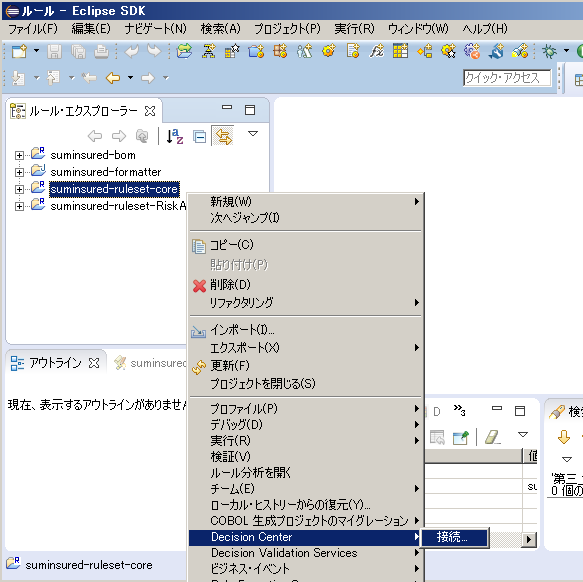 ルール - Eclipse SDK
ファイル(F) 編集(E) ナビゲート(N) 検索(A) プロジェクト(P) 実行(R) ウィンドウ(W) ヘルプ(H)
クイック・アクセス
ルール・エクスプローラー
suminsured-bom
suminsured-formatter
suminsured-ruleset-core
suminsured-ruleset-RiskA
新規(W)
次へジャンプ(I)
コピー(C)
貼り付け(P)
削除(D)
リファクタリング
インポート(I)...
エクスポート(X)
更新(F)
プロジェクトを閉じる(S)
プロファイル(P)
デバッグ(D)
実行(R)
検証(V)
ルール分析を開く
チーム(E)
ローカル・ヒストリーからの復元(Y)...
COBOL 生成プロジェクトのマイグレーション
Decision Center
接続...
Decision Validation Services
ビジネス・イベント
アウトライン suminsured
現在、表示するアウトラインがありません
D »3
検索
値
su
'第三
0 個の
suminsured-ruleset-core